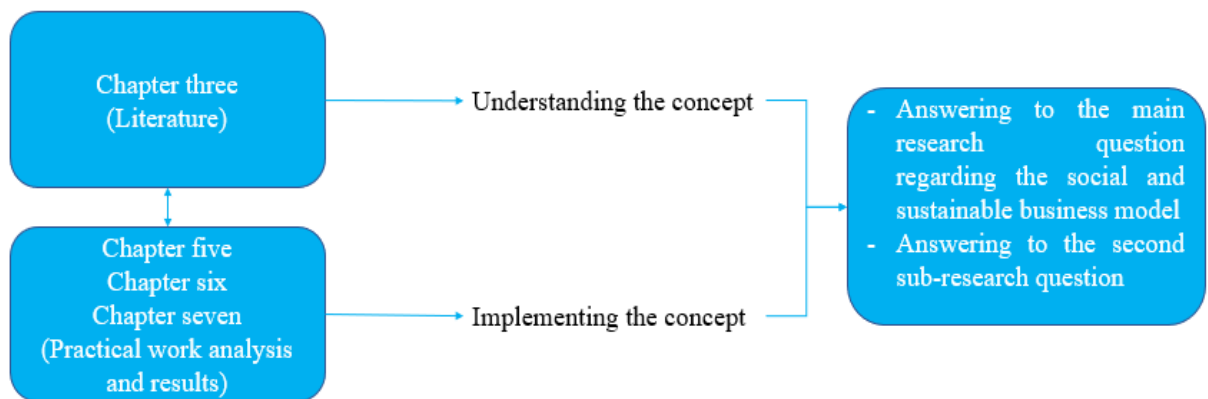 Chapter three
(Literature)
Understanding the concept
Chapter five
Chapter six
Chapter seven
(Practical work analysis
and results)
Implementing the concept
- Answering to the main
research question
regarding the social and
sustainable business model
- Answering to the second
sub-research question